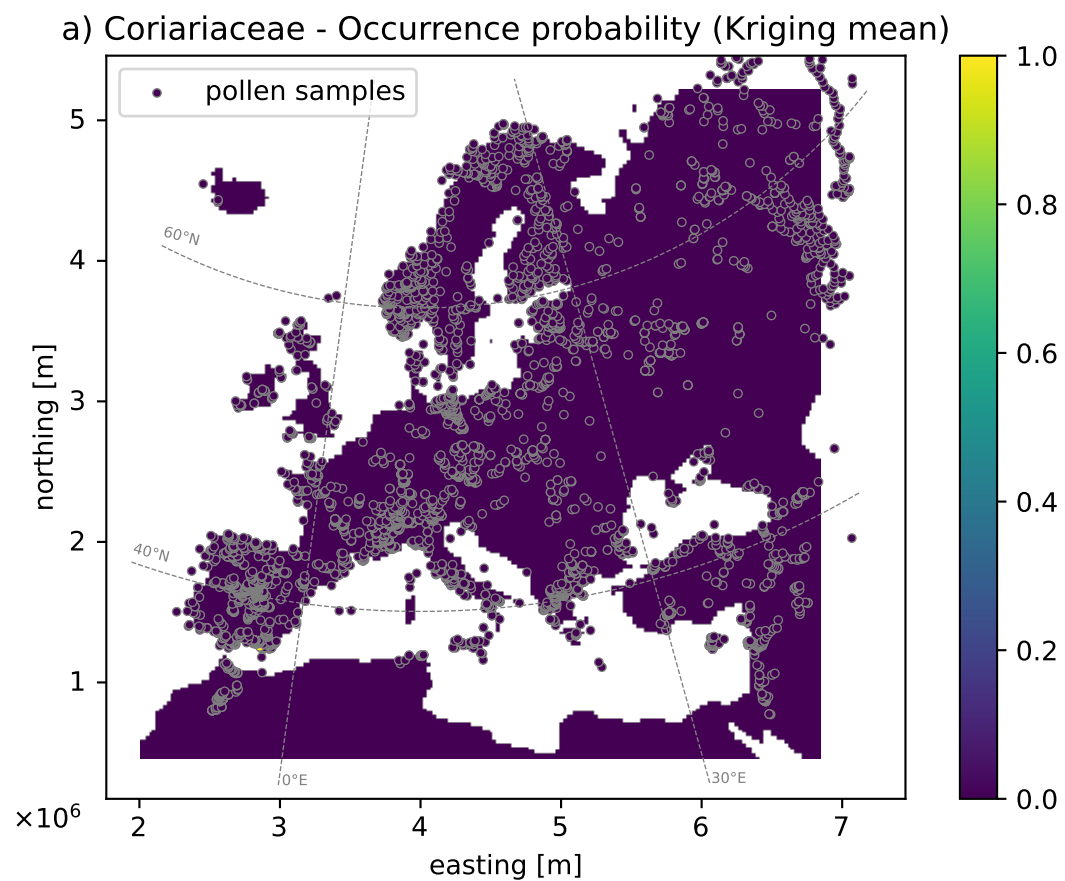 a) Coriariaceae - Occurrence probability (Kriging mean)
pollen samples
1.0
0.8
0.6
0.4
0.2
0.0
5
4
3
2
1
northing [m]
60°N
40°N
0°E
30°E
×10⁶
2 3 4 5 6 7
easting [m]